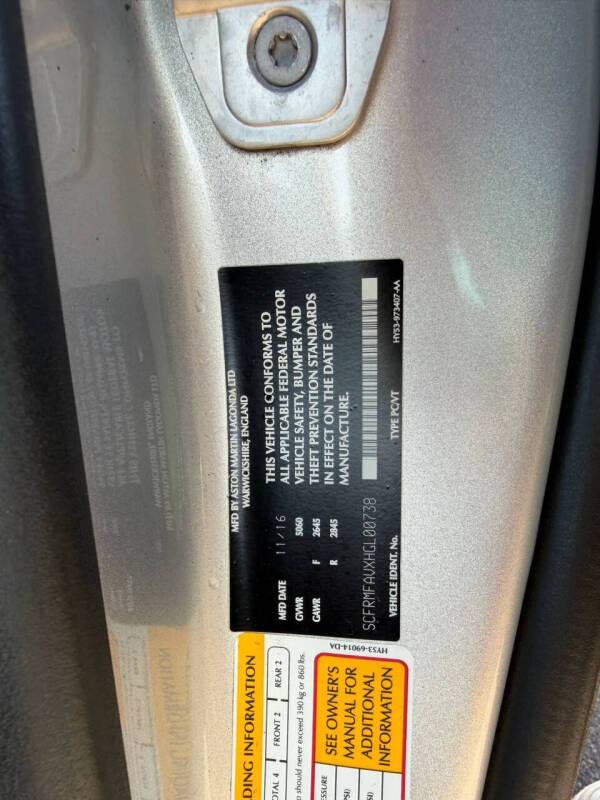 MFD BY ASTON MARTIN LAGONDA LTD
WARWICKSHIRE, ENGLAND
MFD DATE 11/16
GVWR 5060
GAWR F 2645
R 2845
THIS VEHICLE CONFORMS TO
ALL APPLICABLE FEDERAL MOTOR
VEHICLE SAFETY, BUMPER AND
THEFT PREVENTION STANDARDS
IN EFFECT ON THE DATE OF
MANUFACTURE.
SCFRMFAVXHGL00738
VEHICLE IDENT. No. TYPE PC/VT HY53-973407-AA
HY53-69014-DA
DING INFORMATION
OTAL 4 FRONT 2 REAR 2
should never exceed 390 kg or 860 lbs.
SEE OWNER'S
MANUAL FOR
ADDITIONAL
INFORMATION